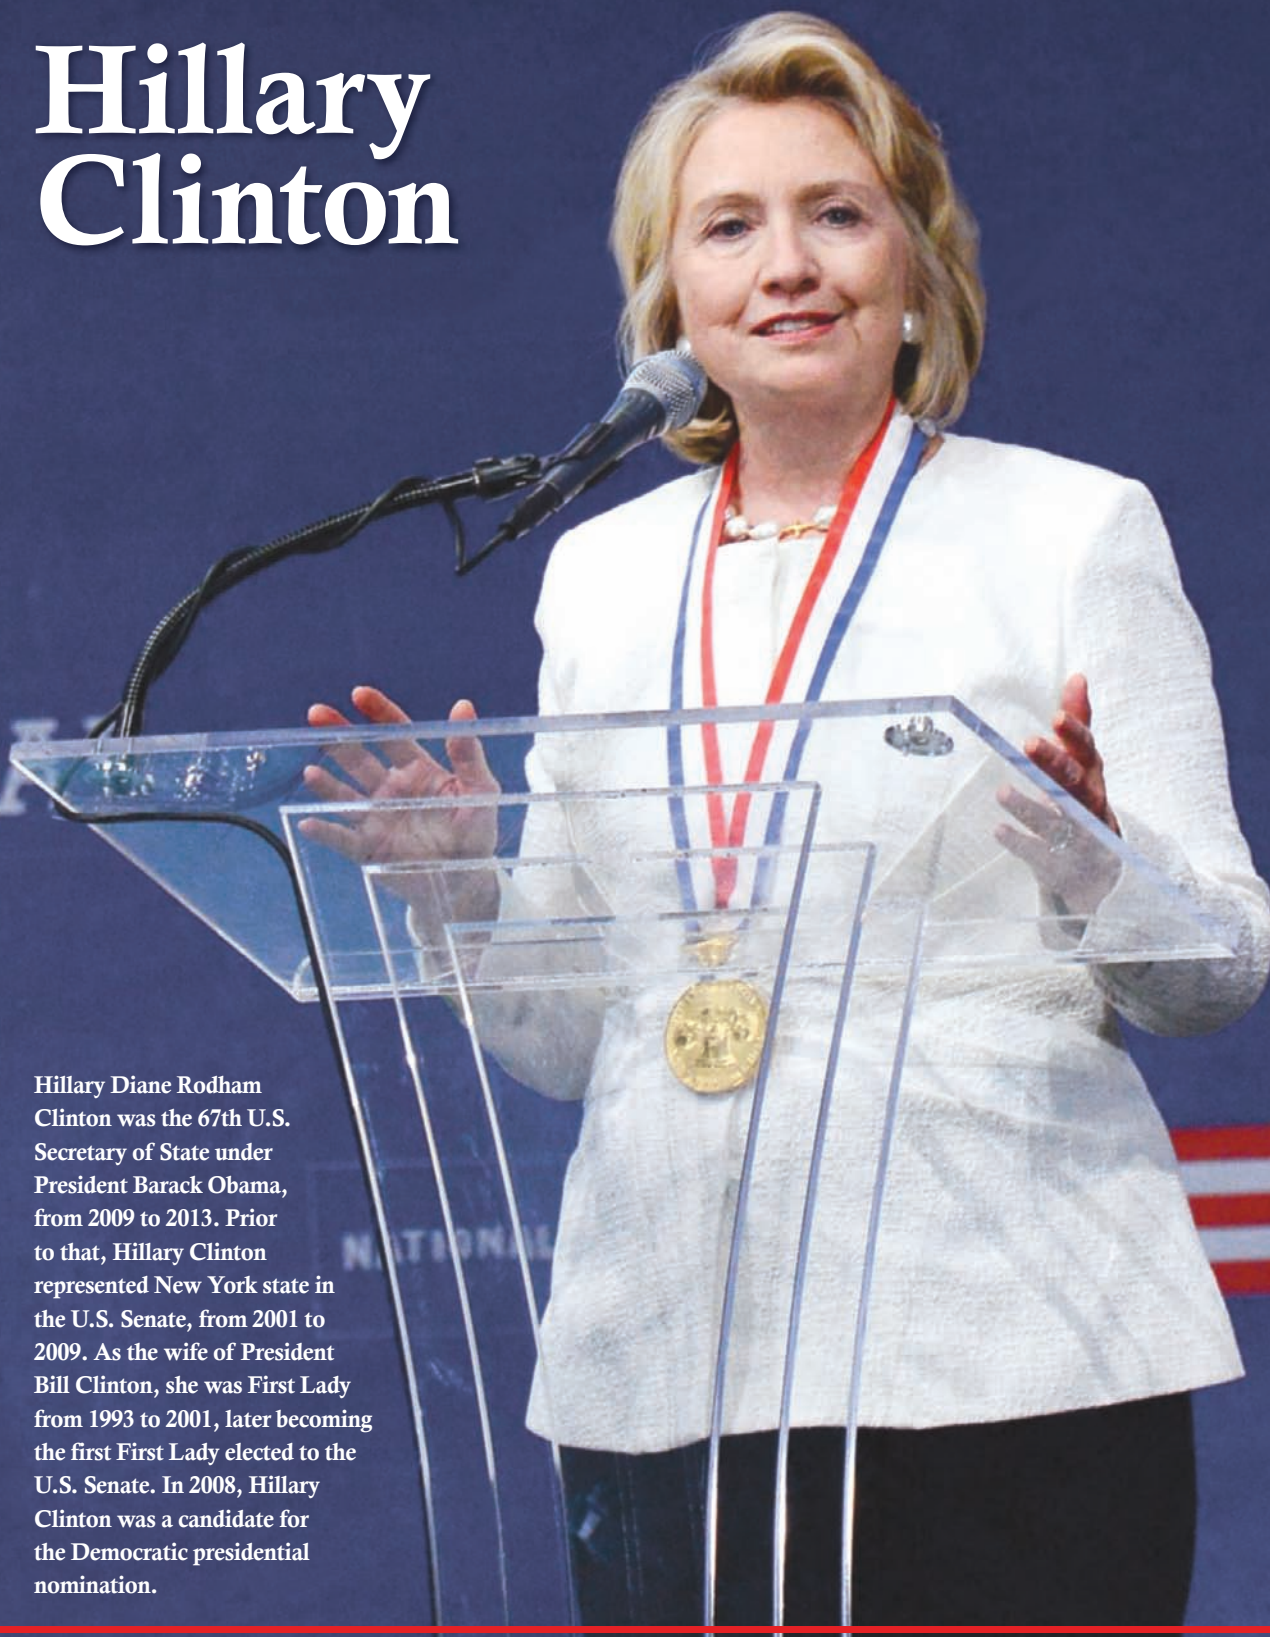 Hillary
Clinton
Hillary Diane Rodham
Clinton was the 67th U.S.
Secretary of State under
President Barack Obama,
from 2009 to 2013. Prior
to that, Hillary Clinton
represented New York state in
the U.S. Senate, from 2001 to
2009. As the wife of President
Bill Clinton, she was First Lady
from 1993 to 2001, later becoming
the first First Lady elected to the
U.S. Senate. In 2008, Hillary
Clinton was a candidate for
the Democratic presidential
nomination.
NATIONAL